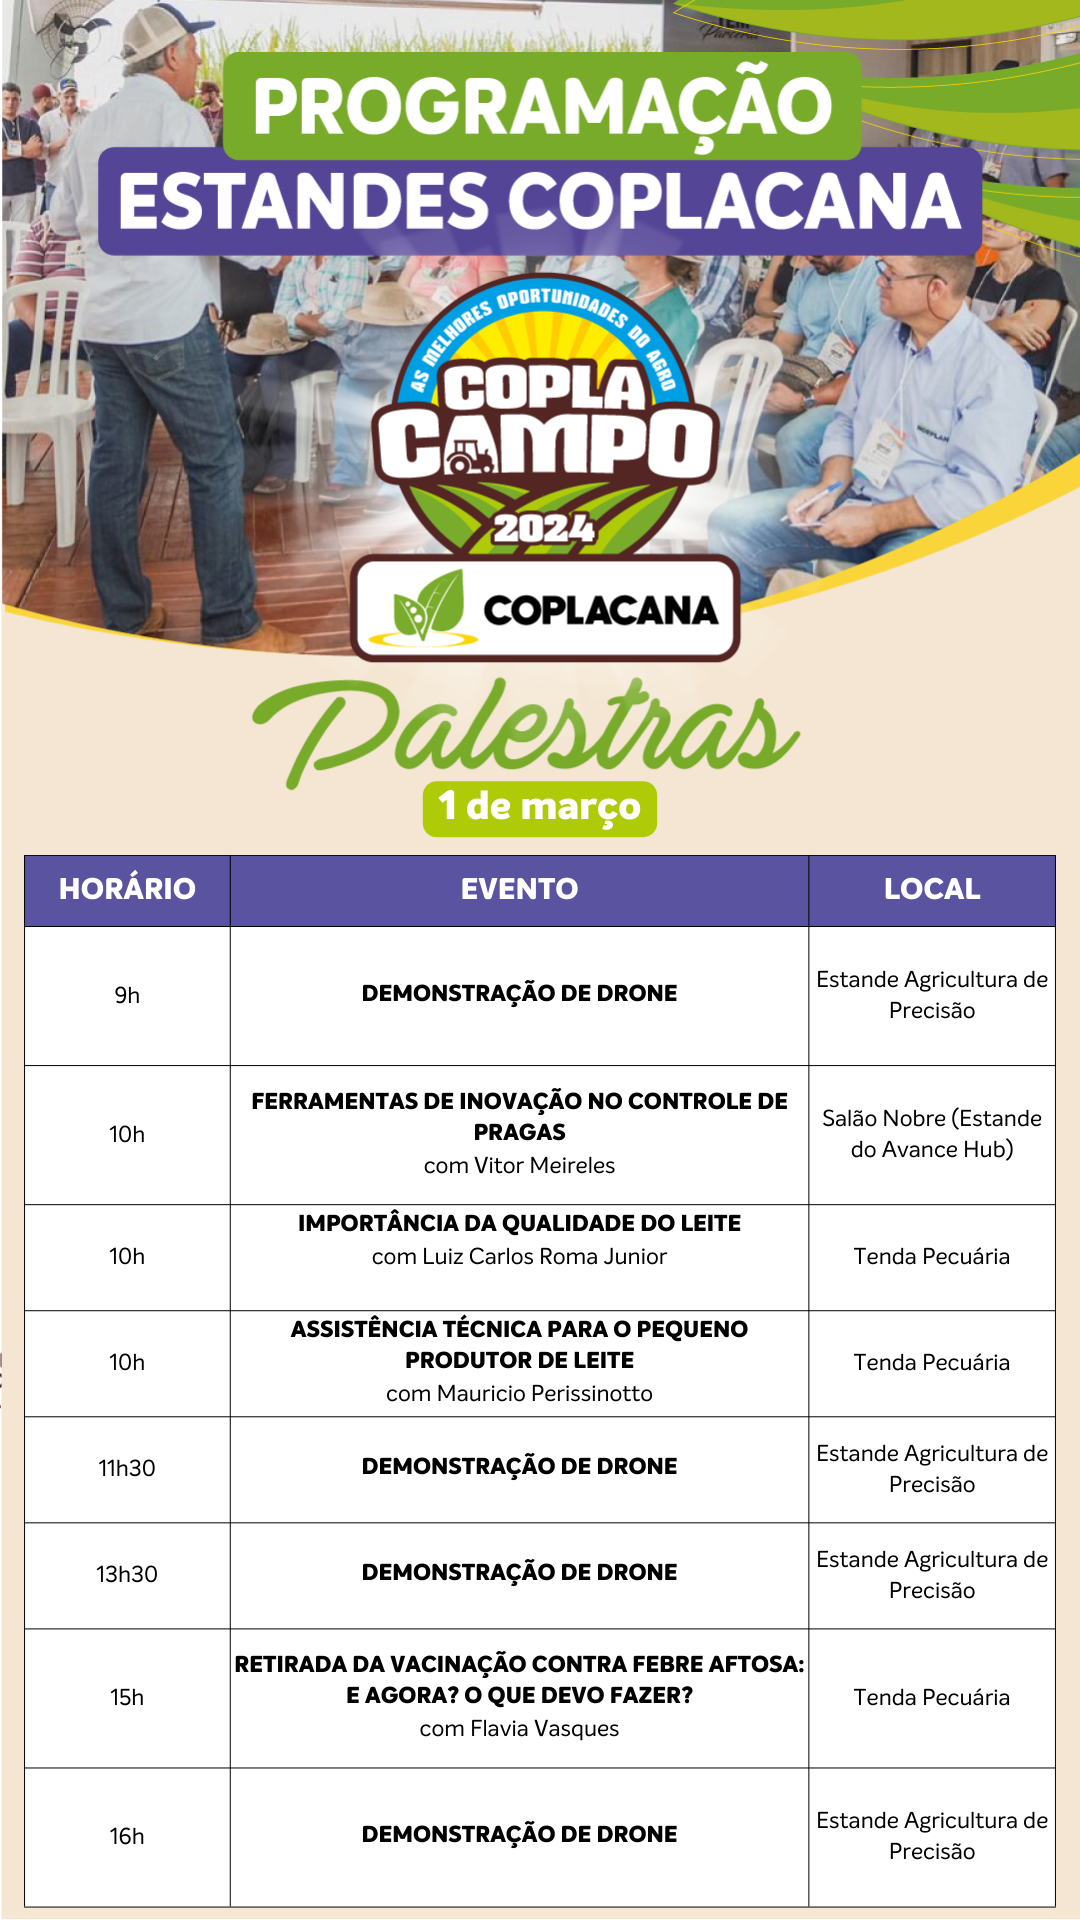 PROGRAMAÇÃO
ESTANDES COPLACANA
AS MELHORES OPORTUNIDADES DO AGRO
COPLA
CAMPO
2024
COPLACANA
Palestras
1 de março
HORÁRIO EVENTO LOCAL
9h DEMONSTRAÇÃO DE DRONE Estande Agricultura de
Precisão
10h FERRAMENTAS DE INOVAÇÃO NO CONTROLE DE
PRAGAS
com Vitor Meireles
Salão Nobre (Estande
do Avance Hub)
10h IMPORTÂNCIA DA QUALIDADE DO LEITE
com Luiz Carlos Roma Junior
Tenda Pecuária
10h ASSISTÊNCIA TÉCNICA PARA O PEQUENO
PRODUTOR DE LEITE
com Mauricio Perissinotto
Tenda Pecuária
11h30 DEMONSTRAÇÃO DE DRONE Estande Agricultura de
Precisão
13h30 DEMONSTRAÇÃO DE DRONE Estande Agricultura de
Precisão
15h RETIRADA DA VACINAÇÃO CONTRA FEBRE AFTOSA:
E AGORA? O QUE DEVO FAZER?
com Flavia Vasques
Tenda Pecuária
16h DEMONSTRAÇÃO DE DRONE Estande Agricultura de
Precisão